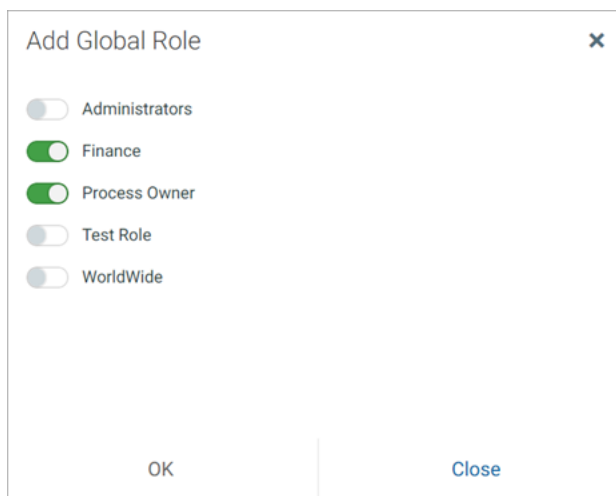 Add Global Role
Administrators
Finance
Process Owner
Test Role
WorldWide
OK
Close